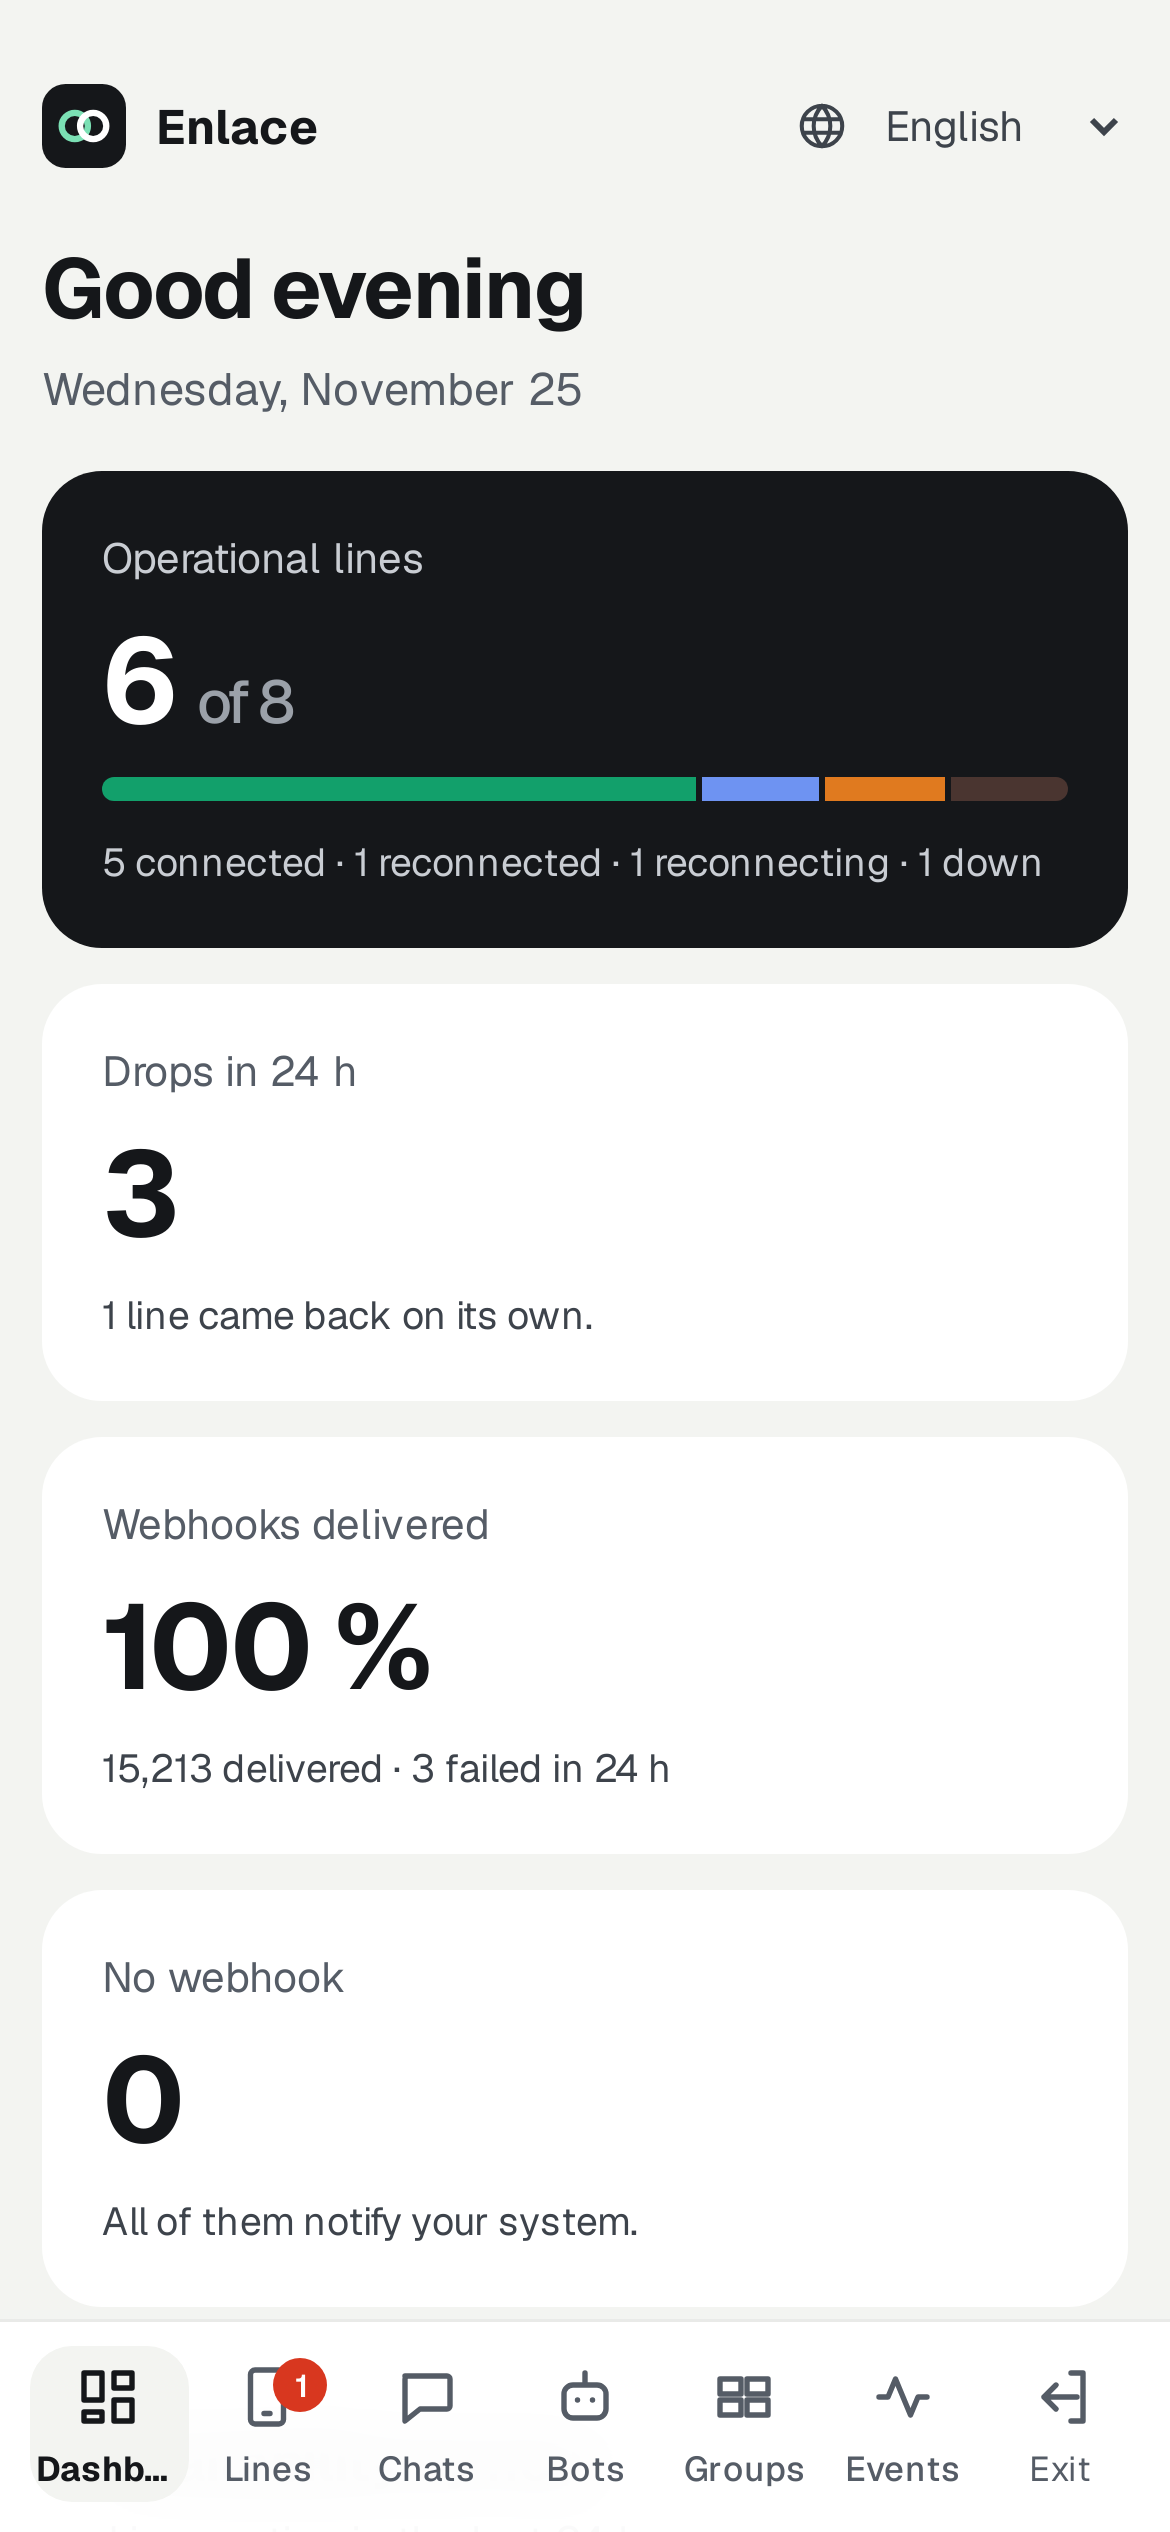 Enlace
English
Good evening
Wednesday, November 25
Operational lines
6 of 8
5 connected · 1 reconnected · 1 reconnecting · 1 down
Drops in 24 h
3
1 line came back on its own.
Webhooks delivered
100 %
15,213 delivered · 3 failed in 24 h
No webhook
0
All of them notify your system.
1
Dashb...
Lines
Chats
Bots
Groups
Events
Exit